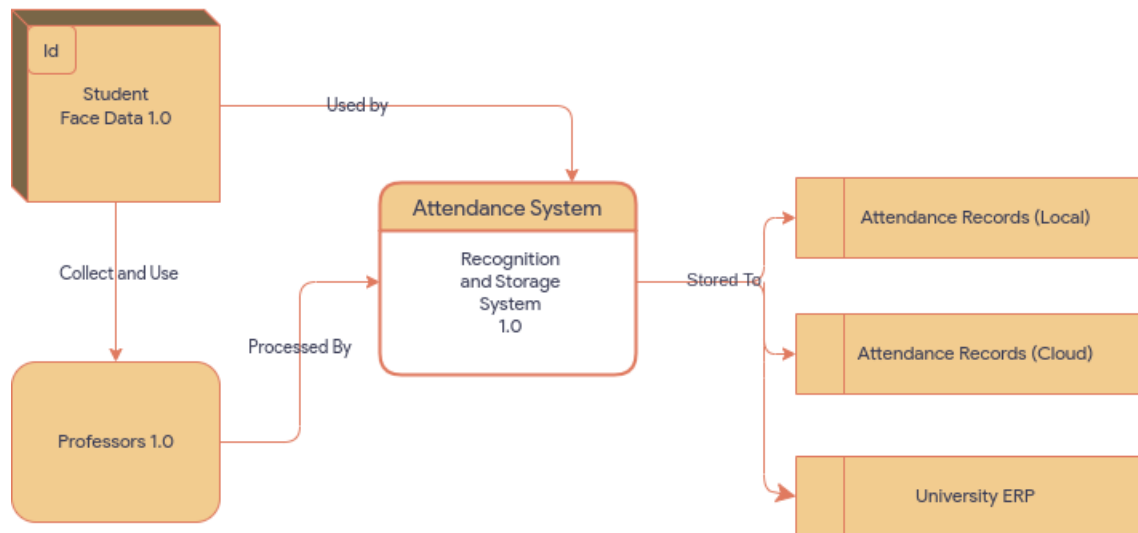 Id
Student
Face Data 1.0
Used by
Attendance System
Recognition
and Storage
System
1.0
Collect and Use
Processed By
Professors 1.0
Stored To
Attendance Records (Local)
Attendance Records (Cloud)
University ERP